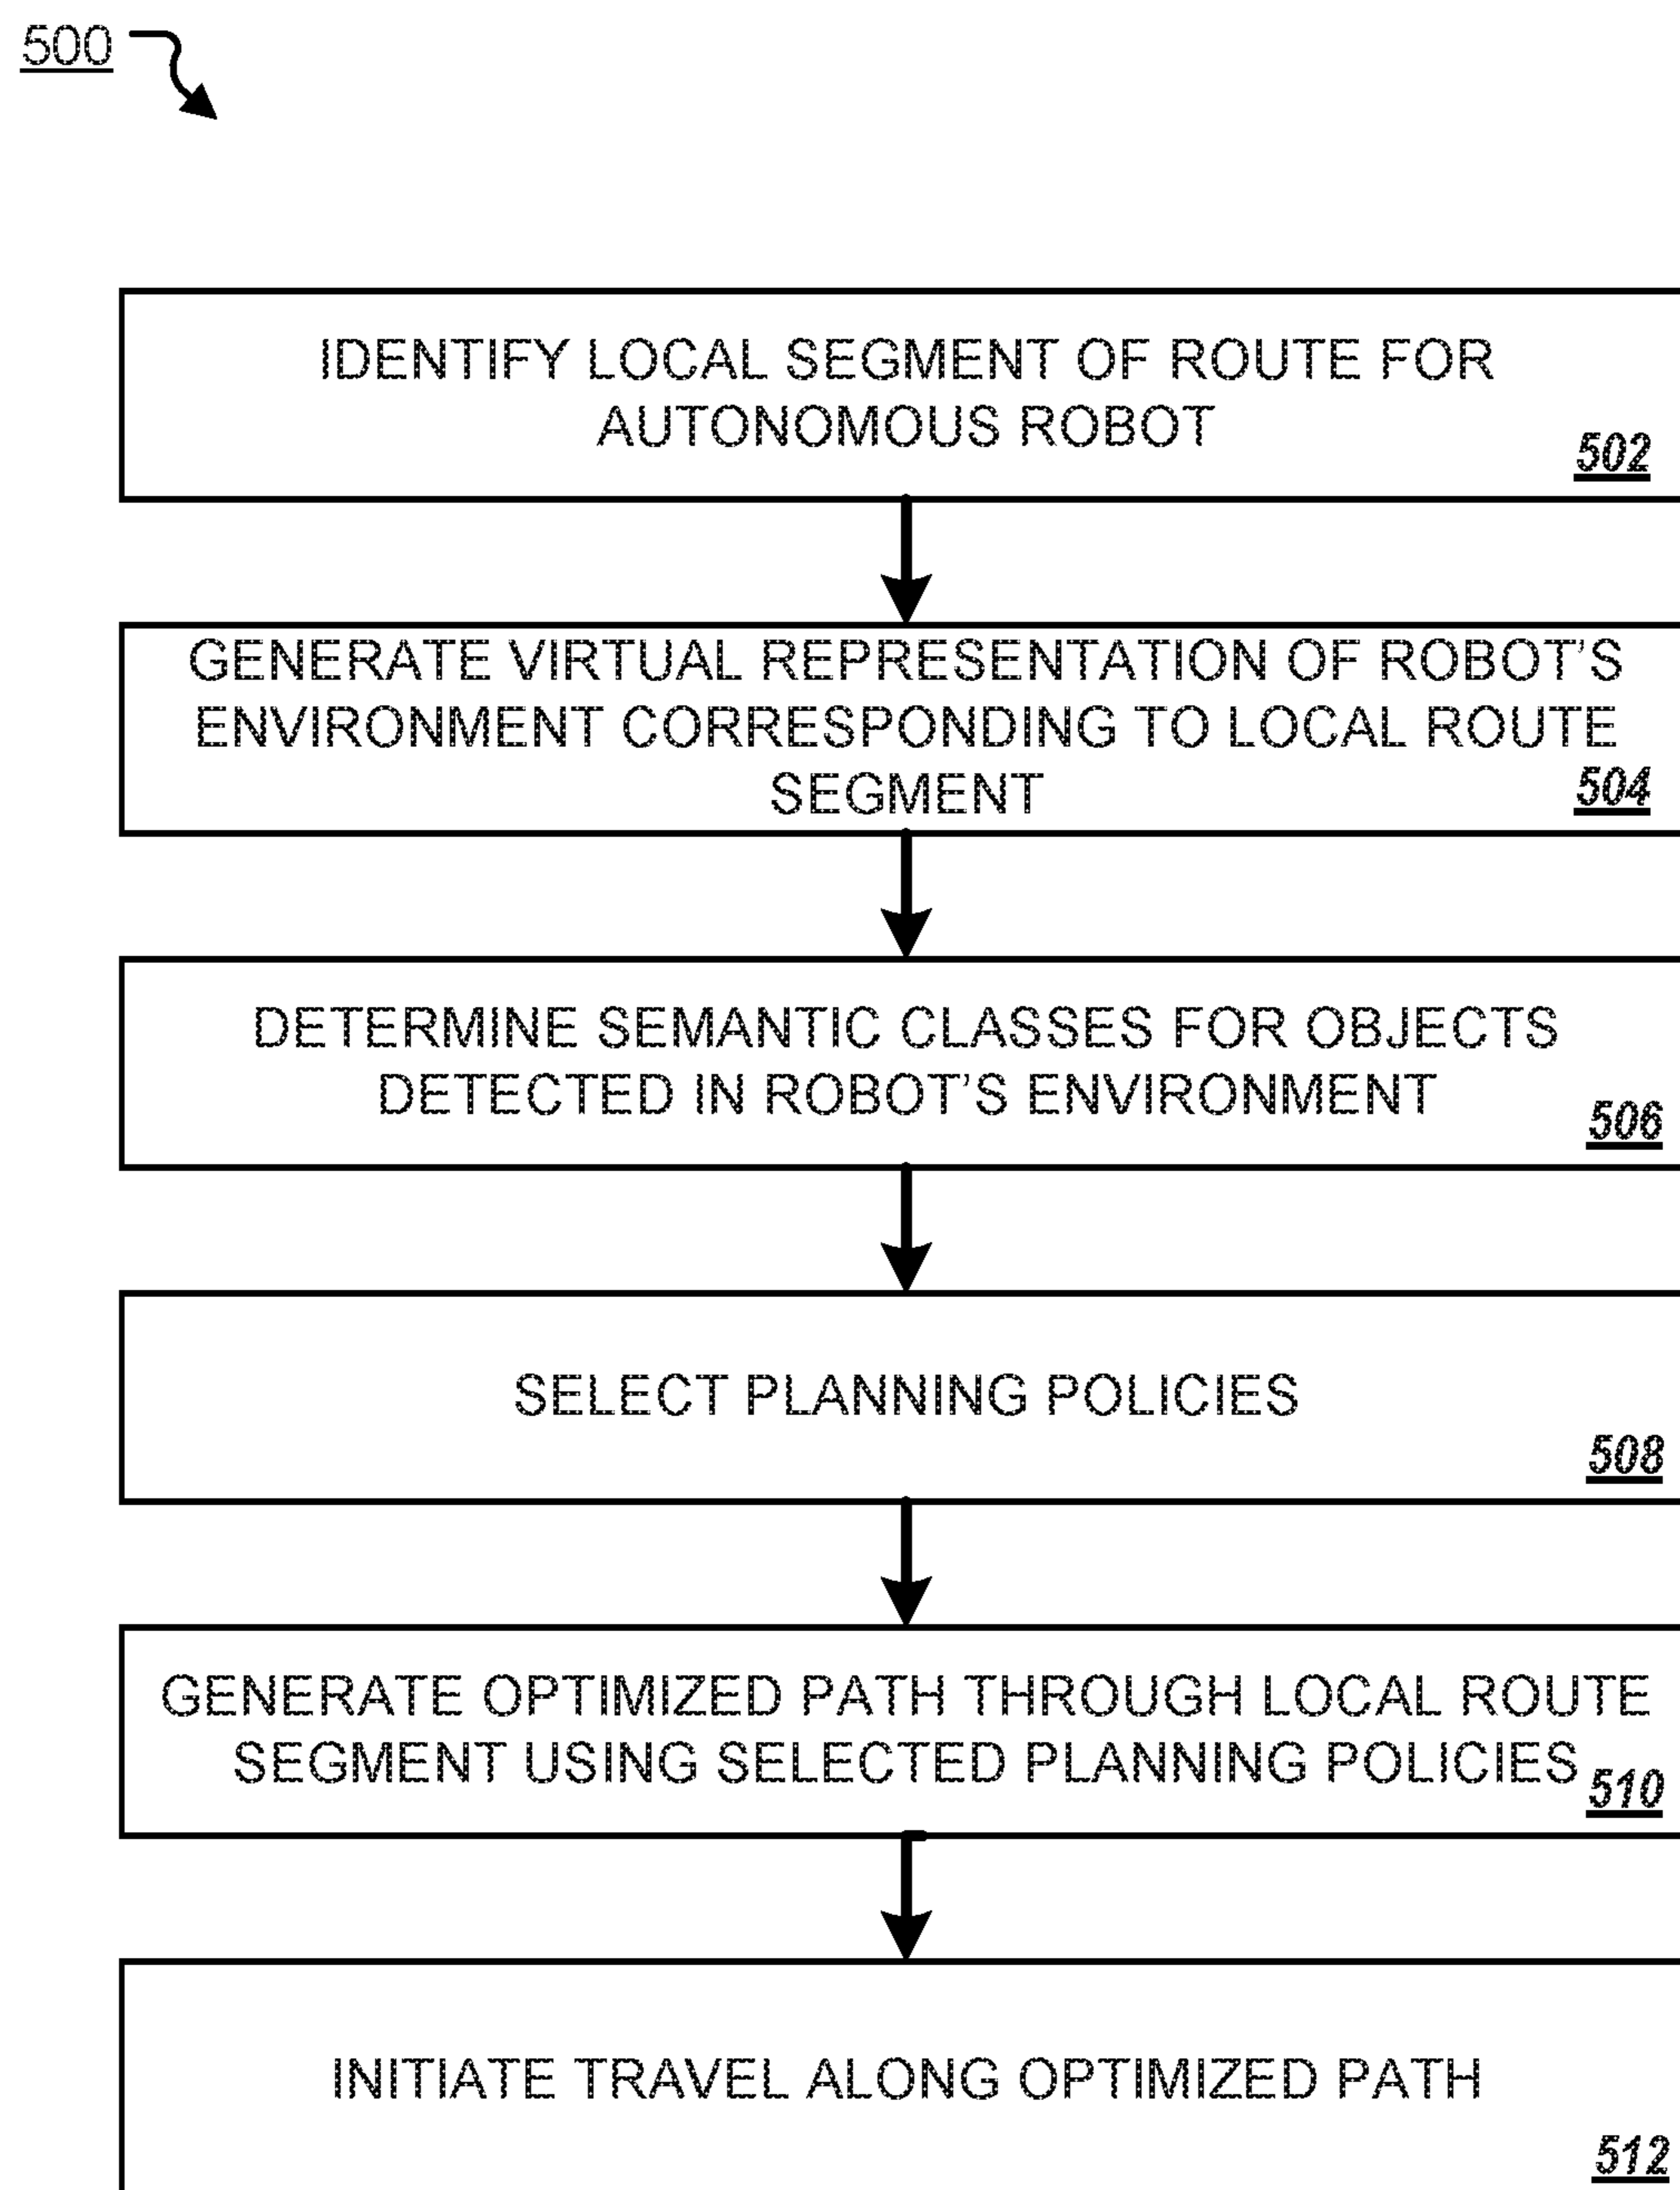 500
IDENTIFY LOCAL SEGMENT OF ROUTE FOR
AUTONOMOUS ROBOT
502
GENERATE VIRTUAL REPRESENTATION OF ROBOT'S
ENVIRONMENT CORRESPONDING TO LOCAL ROUTE
SEGMENT
504
DETERMINE SEMANTIC CLASSES FOR OBJECTS
DETECTED IN ROBOT'S ENVIRONMENT
506
SELECT PLANNING POLICIES
508
GENERATE OPTIMIZED PATH THROUGH LOCAL ROUTE
SEGMENT USING SELECTED PLANNING POLICIES
510
INITIATE TRAVEL ALONG OPTIMIZED PATH
512